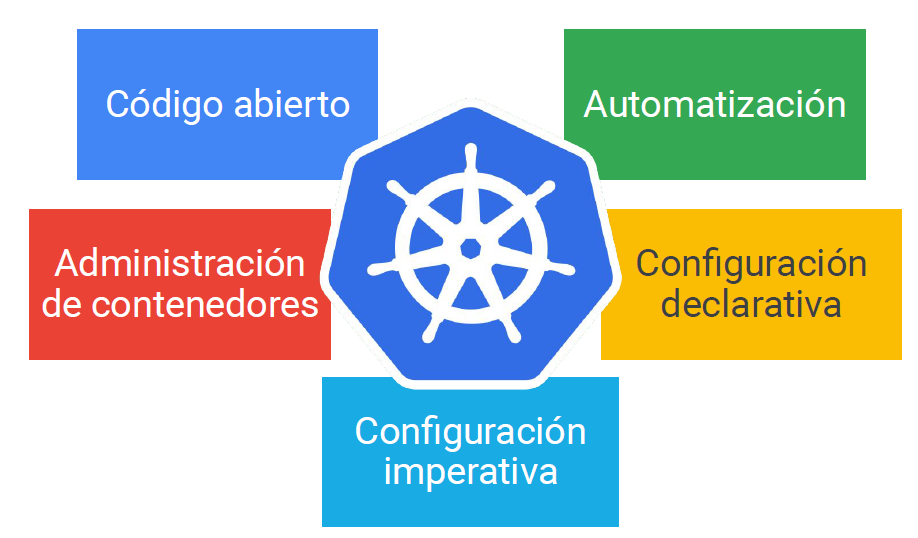 Código abierto
Automatización
Administración
de contenedores
Configuración
declarativa
Configuración
imperativa